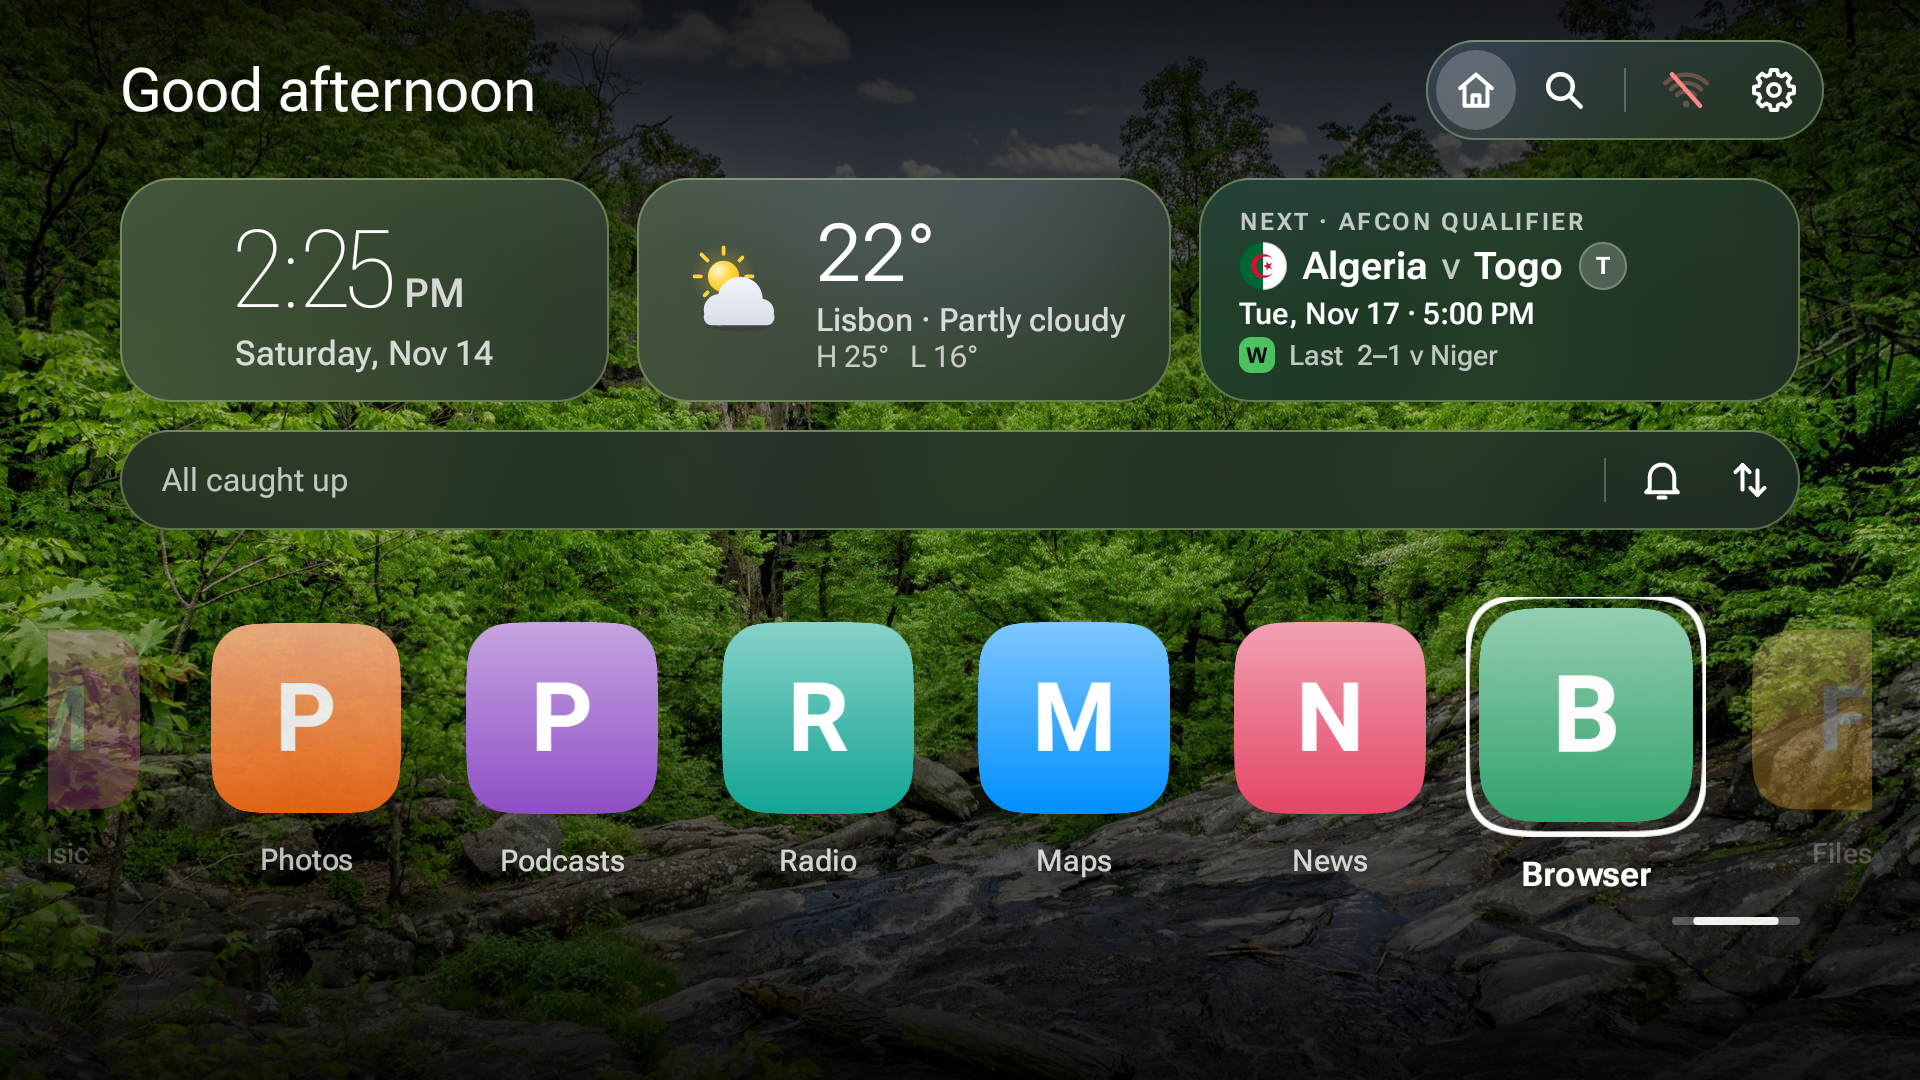 Good afternoon
2:25 PM
Saturday, Nov 14
22°
Lisbon · Partly cloudy
H 25° L 16°
NEXT · AFCON QUALIFIER
Algeria v Togo T
Tue, Nov 17 · 5:00 PM
W Last 2–1 v Niger
All caught up
M P P R M N B F
sic Photos Podcasts Radio Maps News Browser Files